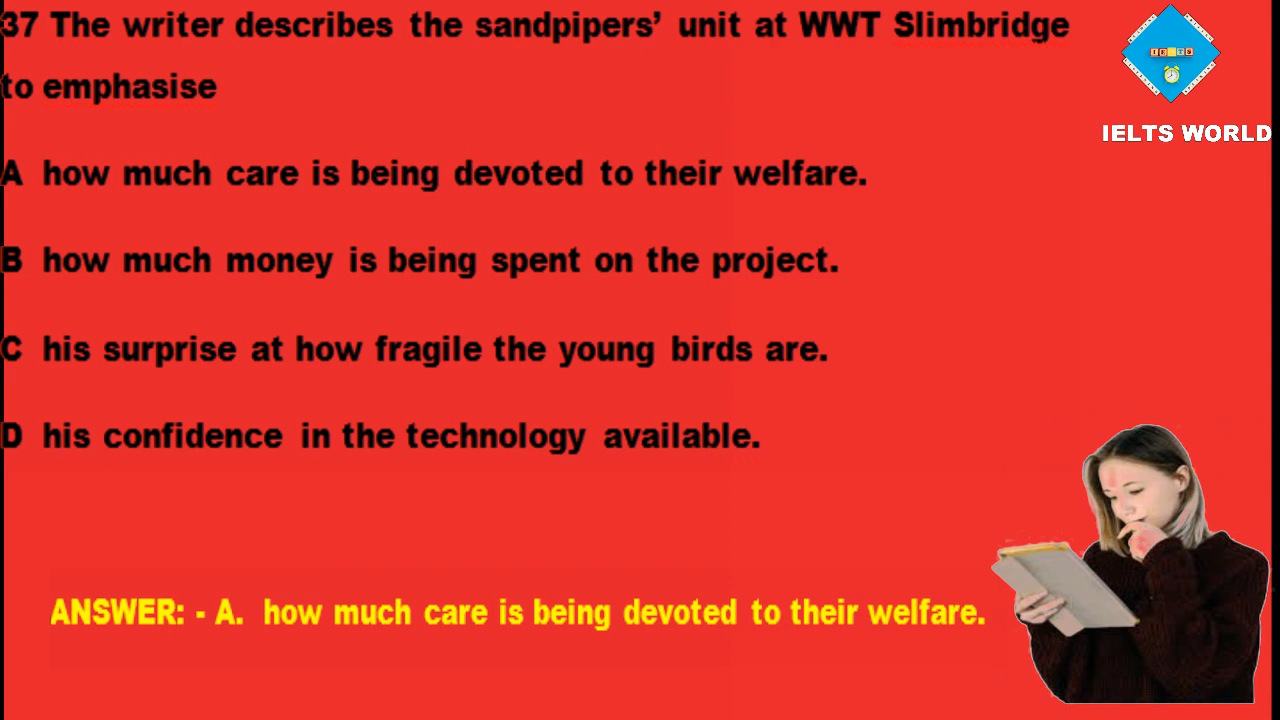 37 The writer describes the sandpipers’ unit at WWT Slimbridge
to emphasise
IELTS
IELTS WORLD
A how much care is being devoted to their welfare.
B how much money is being spent on the project.
C his surprise at how fragile the young birds are.
D his confidence in the technology available.
ANSWER: - A. how much care is being devoted to their welfare.